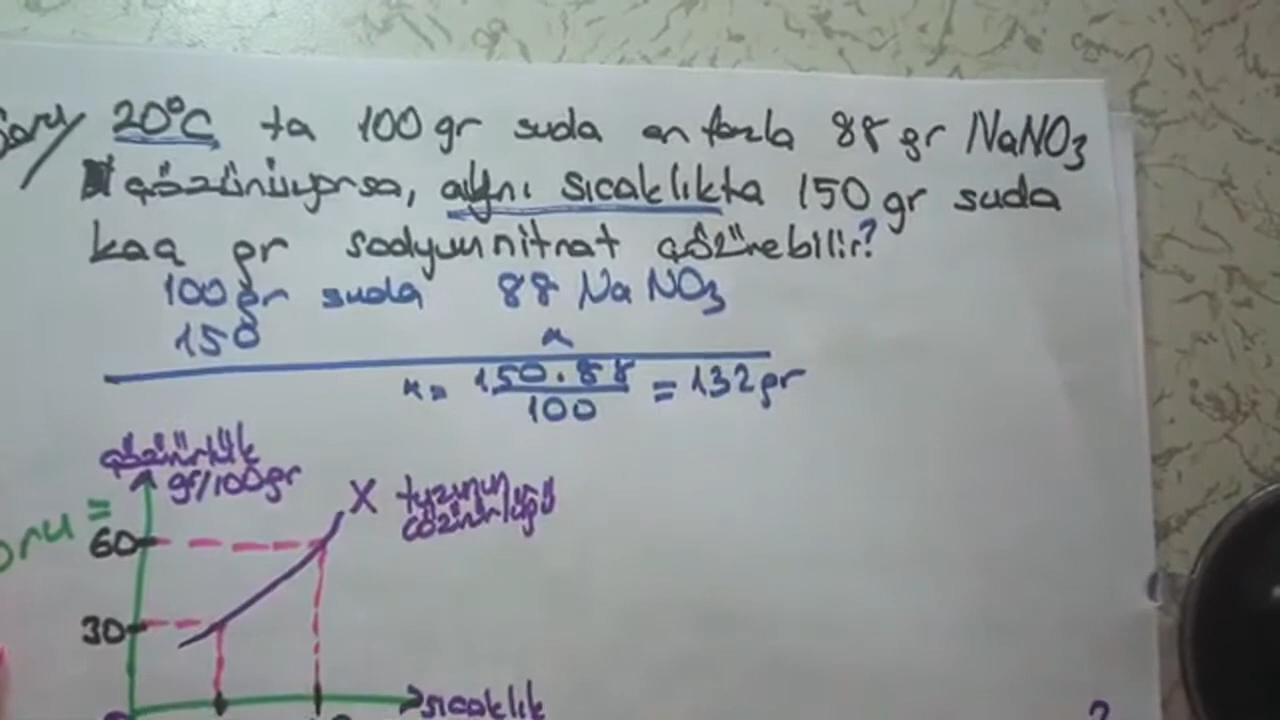 Soru 20°C ta 100 gr suda en fazla 88 gr NaNO3
çözünüyorsa, aynı sıcaklıkta 150 gr suda
kaç gr sodyumnitrat çözünebilir?
100 gr suda 88 NaNO3
150 x
x = 150.88 / 100 = 132 gr
çözünürlük
gr/100gr
X tuzunun
çözünürlüğü
60
30
sıcaklık
?